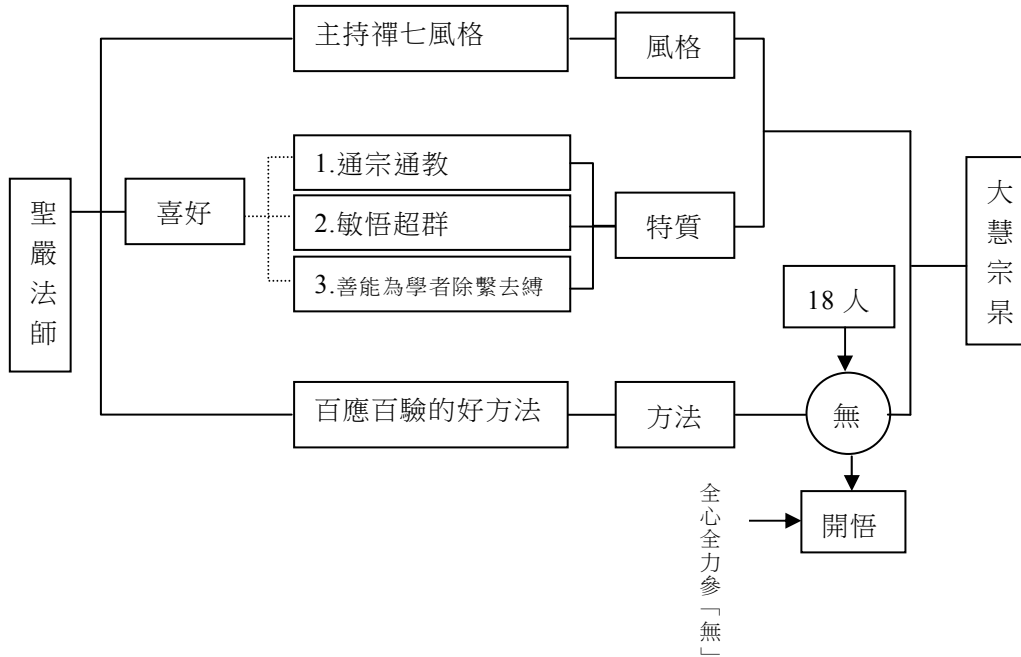 聖嚴法師
喜好
主持禪七風格
1.通宗通教
2.敏悟超群
3.善能為學者除繫去縛
百應百驗的好方法
風格
特質
方法
18 人
無
開悟
全心全力參「無」
大慧宗杲